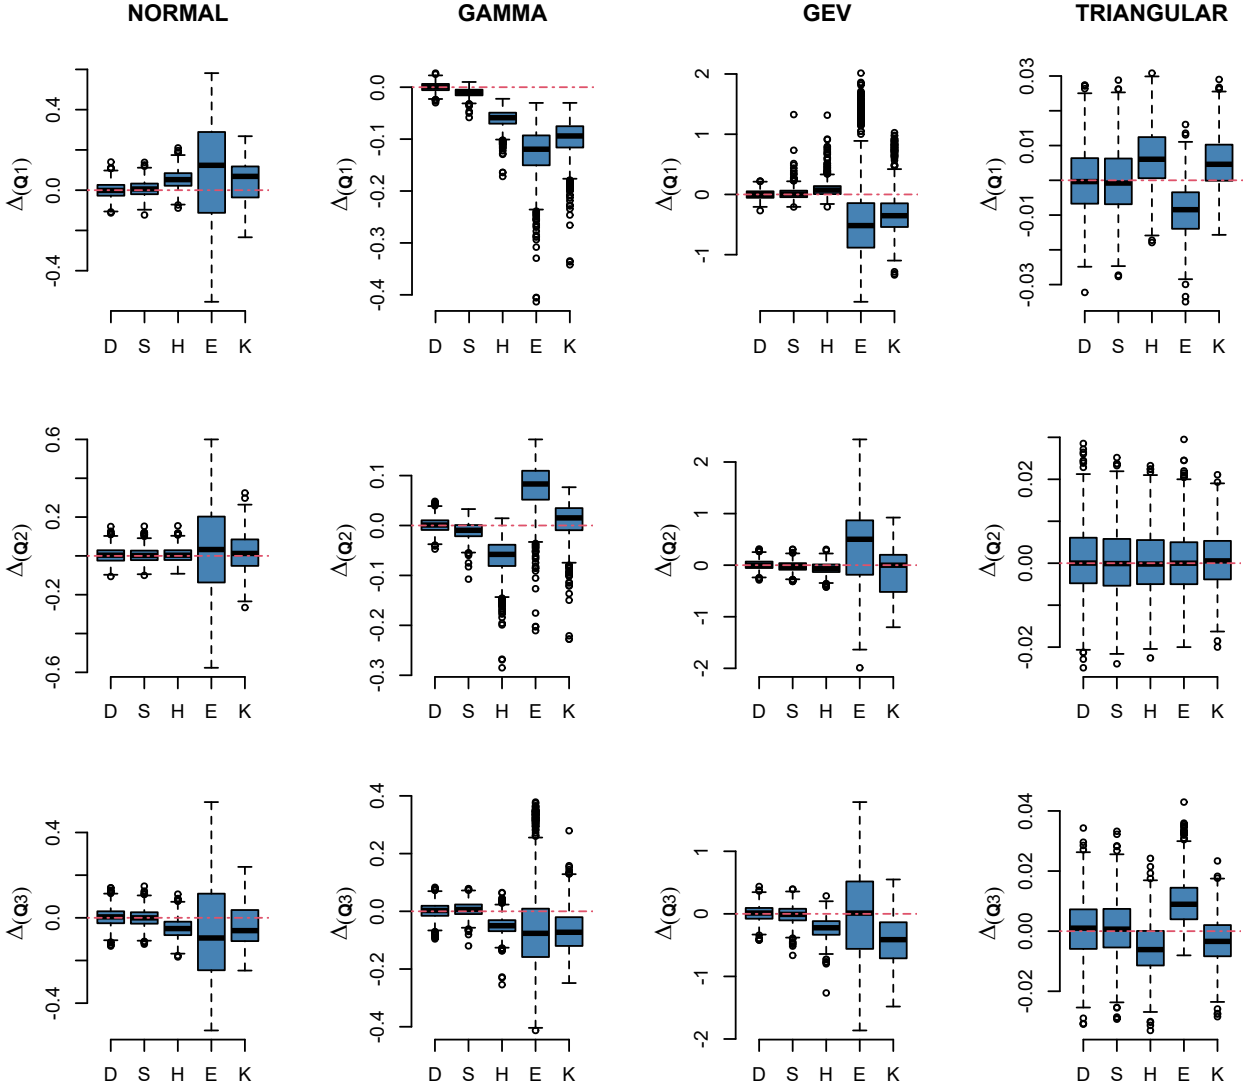 NORMAL GAMMA GEV TRIANGULAR
Δ(Q1) 0.4 0.0 -0.4 D S H E K
Δ(Q1) 0.0 -0.1 -0.2 -0.3 -0.4 D S H E K
Δ(Q1) 2 1 0 -1 D S H E K
Δ(Q1) 0.03 0.01 -0.01 -0.03 D S H E K
Δ(Q2) 0.6 0.2 -0.2 -0.6 D S H E K
Δ(Q2) 0.1 0.0 -0.1 -0.2 -0.3 D S H E K
Δ(Q2) 2 1 0 -1 -2 D S H E K
Δ(Q2) 0.02 0.00 -0.02 D S H E K
Δ(Q3) 0.4 0.0 -0.4 D S H E K
Δ(Q3) 0.4 0.2 0.0 -0.2 -0.4 D S H E K
Δ(Q3) 1 0 -1 -2 D S H E K
Δ(Q3) 0.04 0.02 0.00 -0.02 D S H E K